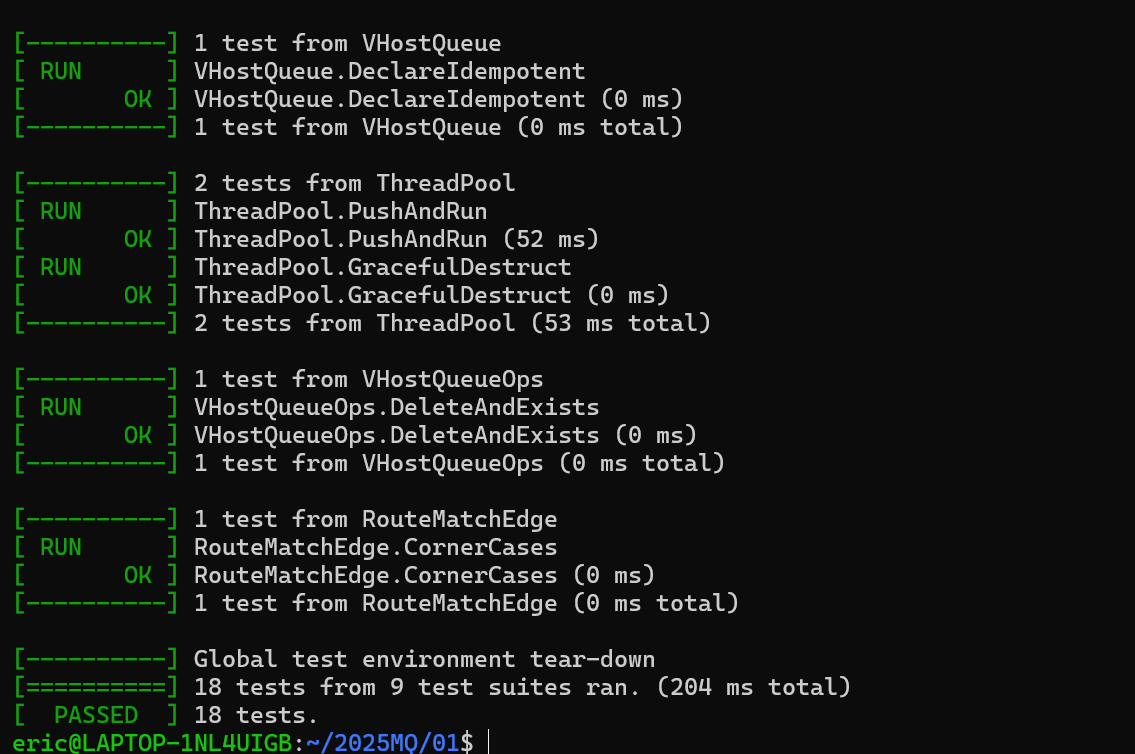 [----------] 1 test from VHostQueue
[ RUN      ] VHostQueue.DeclareIdempotent
[       OK ] VHostQueue.DeclareIdempotent (0 ms)
[----------] 1 test from VHostQueue (0 ms total)

[----------] 2 tests from ThreadPool
[ RUN      ] ThreadPool.PushAndRun
[       OK ] ThreadPool.PushAndRun (52 ms)
[ RUN      ] ThreadPool.GracefulDestruct
[       OK ] ThreadPool.GracefulDestruct (0 ms)
[----------] 2 tests from ThreadPool (53 ms total)

[----------] 1 test from VHostQueueOps
[ RUN      ] VHostQueueOps.DeleteAndExists
[       OK ] VHostQueueOps.DeleteAndExists (0 ms)
[----------] 1 test from VHostQueueOps (0 ms total)

[----------] 1 test from RouteMatchEdge
[ RUN      ] RouteMatchEdge.CornerCases
[       OK ] RouteMatchEdge.CornerCases (0 ms)
[----------] 1 test from RouteMatchEdge (0 ms total)

[----------] Global test environment tear-down
[==========] 18 tests from 9 test suites ran. (204 ms total)
[  PASSED  ] 18 tests.
eric@LAPTOP-1NL4UIGB:~/2025MQ/01$